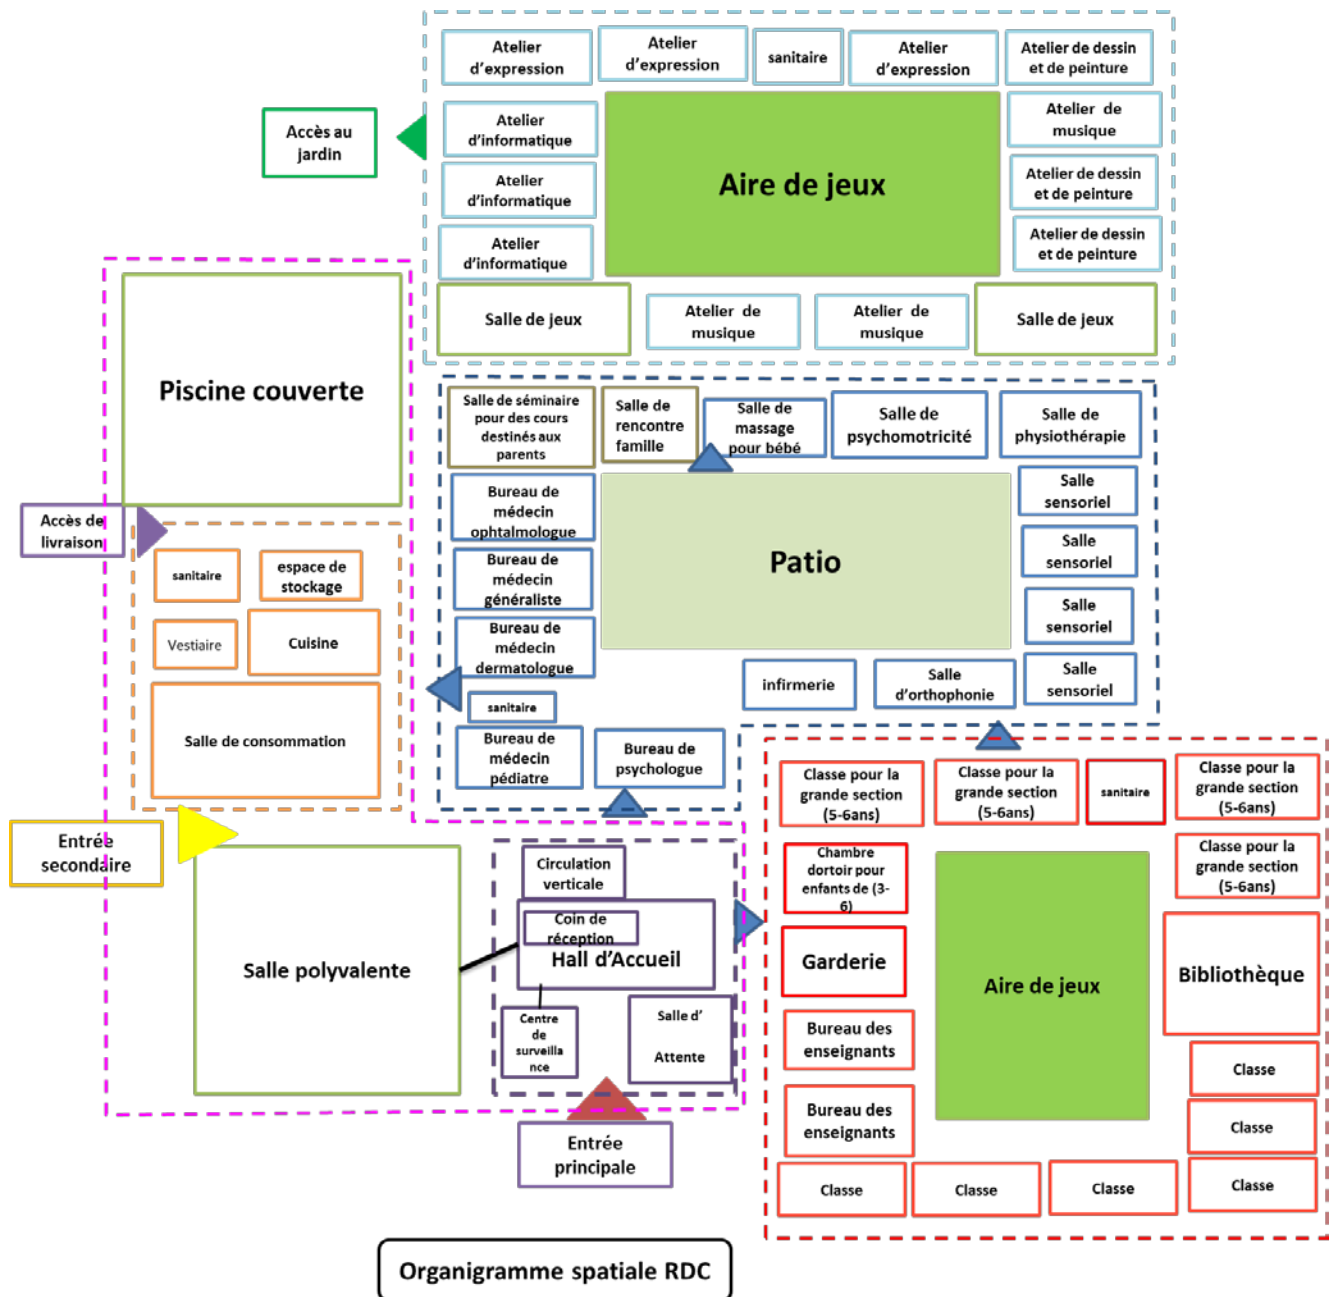 Atelier
d'expression
Atelier
d'expression
sanitaire
Atelier
d'expression
Atelier de dessin
et de peinture
Accès au
jardin
Atelier
d'informatique
Aire de jeux
Atelier de
musique
Atelier
d'informatique
Atelier de dessin
et de peinture
Atelier
d'informatique
Atelier de dessin
et de peinture
Salle de jeux
Atelier de
musique
Atelier de
musique
Salle de jeux
Piscine couverte
Salle de séminaire
pour des cours
destinés aux
parents
Salle de
rencontre
famille
Salle de
massage
pour bébé
Salle de
psychomotricité
Salle de
physiothérapie
Bureau de
médecin
ophtalmologue
Patio
Salle
sensoriel
Accès de
livraison
Salle
sensoriel
sanitaire
espace de
stockage
Bureau de
médecin
généraliste
Salle
sensoriel
Vestiaire
Cuisine
Bureau de
médecin
dermatologue
infirmerie
Salle
d'orthophonie
Salle
sensoriel
Salle de consommation
sanitaire
Bureau de
médecin
pédiatre
Bureau de
psychologue
Classe pour la
grande section
(5-6ans)
Classe pour la
grande section
(5-6ans)
sanitaire
Classe pour la
grande section
(5-6ans)
Entrée
secondaire
Circulation
verticale
Chambre
dortoir pour
enfants de (3-
6)
Classe pour la
grande section
(5-6ans)
Salle polyvalente
Coin de
réception
Hall d'Accueil
Garderie
Aire de jeux
Bibliothèque
Centre
de
surveilla
nce
Salle d'
Attente
Bureau des
enseignants
Classe
Bureau des
enseignants
Classe
Entrée
principale
Classe
Classe
Classe
Classe
Organigramme spatiale RDC